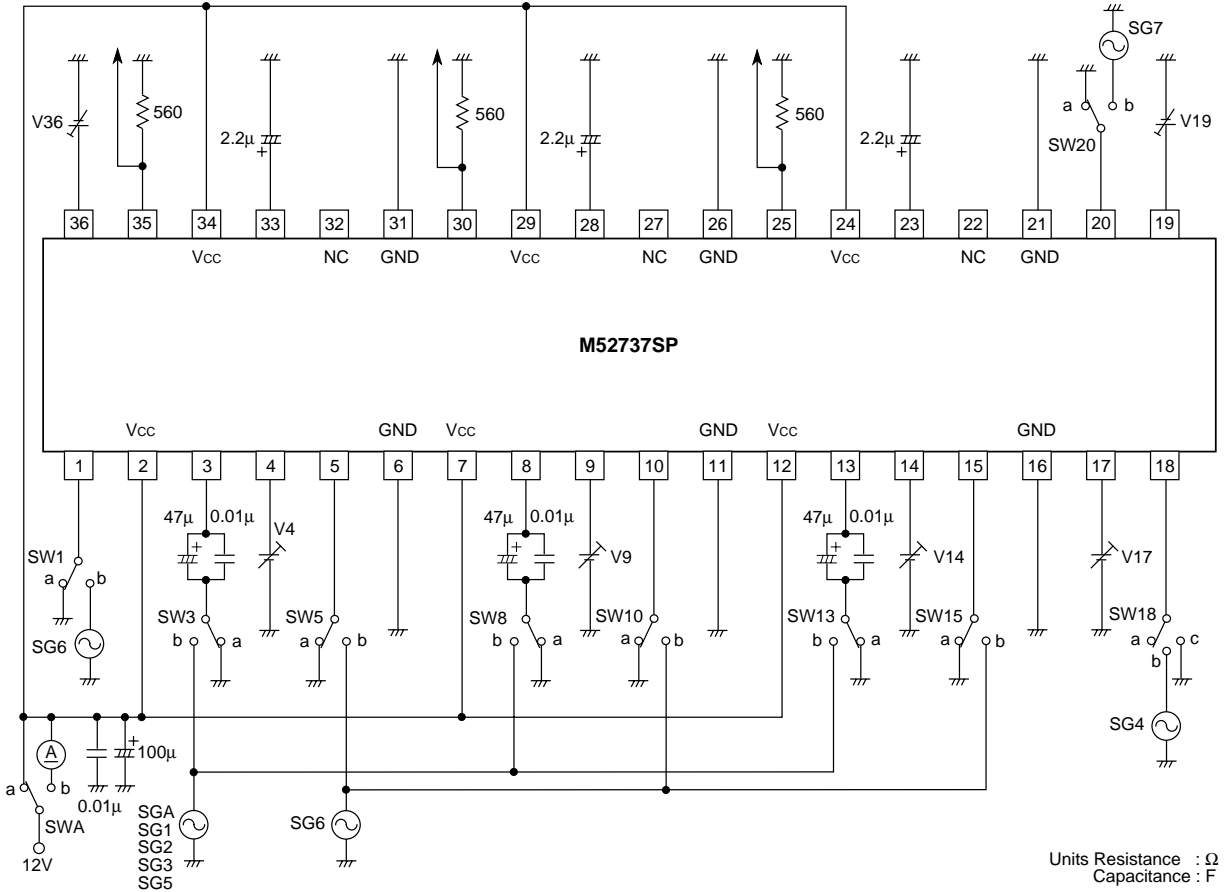 SG7
a
b
V36
560
2.2μ
+
560
2.2μ
+
560
2.2μ
+
SW20
V19
36
35
34
33
32
31
30
29
28
27
26
25
24
23
22
21
20
19
VCC
NC
GND
VCC
NC
GND
VCC
NC
GND
M52737SP
VCC
GND
VCC
GND
VCC
GND
1
2
3
4
5
6
7
8
9
10
11
12
13
14
15
16
17
18
47μ
0.01μ
+
V4
47μ
0.01μ
+
V9
47μ
0.01μ
+
V14
V17
SW1
a
b
SW3
b
a
SW5
a
b
SW8
b
a
SW10
a
b
SW13
b
a
SW15
a
b
SW18
a
b
c
SG6
SG4
A
+
100μ
a
b
0.01μ
SWA
12V
SGA
SG1
SG2
SG3
SG5
SG6
Units Resistance : Ω
Capacitance : F